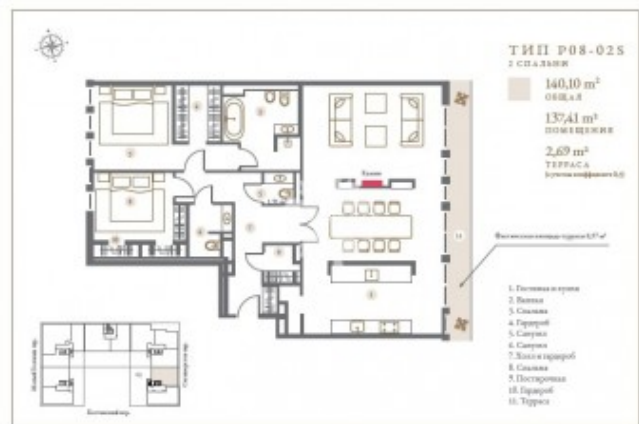 ТИП P08-02S
2 СПАЛЬНИ
140,10 m²
ОБЩАЯ
137,41 m²
ПОМЕЩЕНИЯ
2,69 m²
ТЕРРАСА
Камин
1. Гостиная и кухня
2. Ванная
3. Спальня
4. Гардероб
5. Санузел
6. Санузел
7. Холл и гардероб
8. Спальня
9. Постирочная
10. Гардероб
11. Терраса